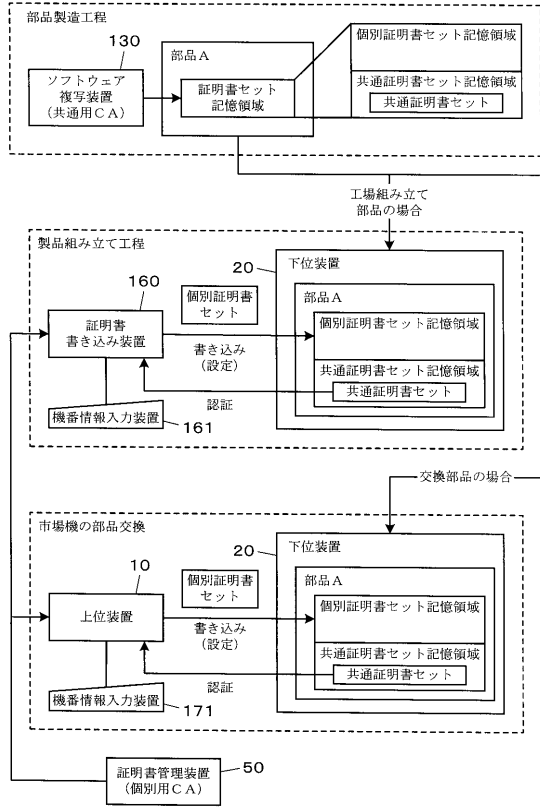 部品製造工程
130
ソフトウェア
複写装置
(共通用CA)
部品A
証明書セット
記憶領域
個別証明書セット記憶領域
共通証明書セット記憶領域
共通証明書セット
工場組み立て
部品の場合
製品組み立て工程
160
証明書
書き込み装置
機番情報入力装置
161
個別証明書
セット
書き込み
(設定)
認証
20
下位装置
部品A
個別証明書セット記憶領域
共通証明書セット記憶領域
共通証明書セット
交換部品の場合
市場機の部品交換
10
上位装置
機番情報入力装置
171
個別証明書
セット
書き込み
(設定)
認証
20
下位装置
部品A
個別証明書セット記憶領域
共通証明書セット記憶領域
共通証明書セット
証明書管理装置
(個別用CA)
50